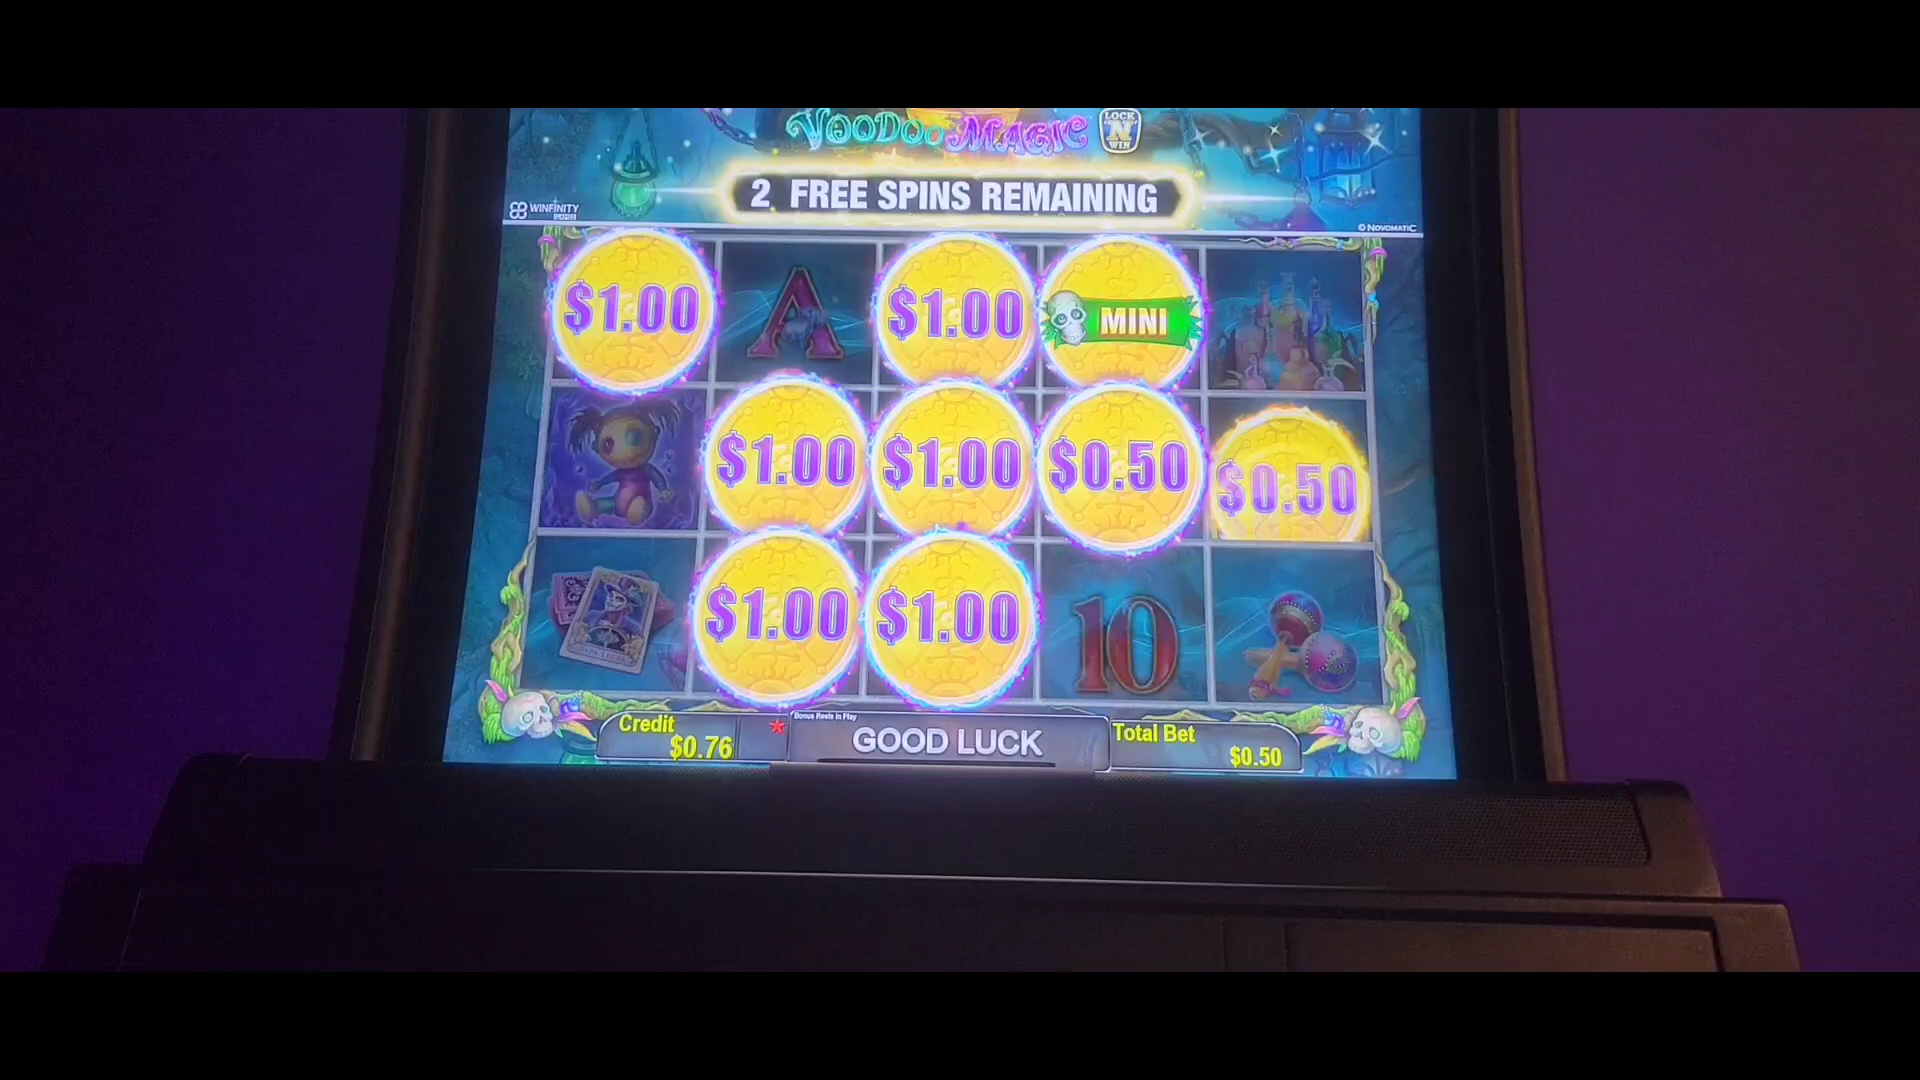 VOODOO MAGIC
LOCK
N
WIN
2 FREE SPINS REMAINING
WINFINITY
© NOVOMATIC
$1.00
A
$1.00
MINI
$1.00
$1.00
$0.50
$0.50
$1.00
$1.00
10
Credit
$0.76
Bonus Reels In Play
GOOD LUCK
Total Bet
$0.50